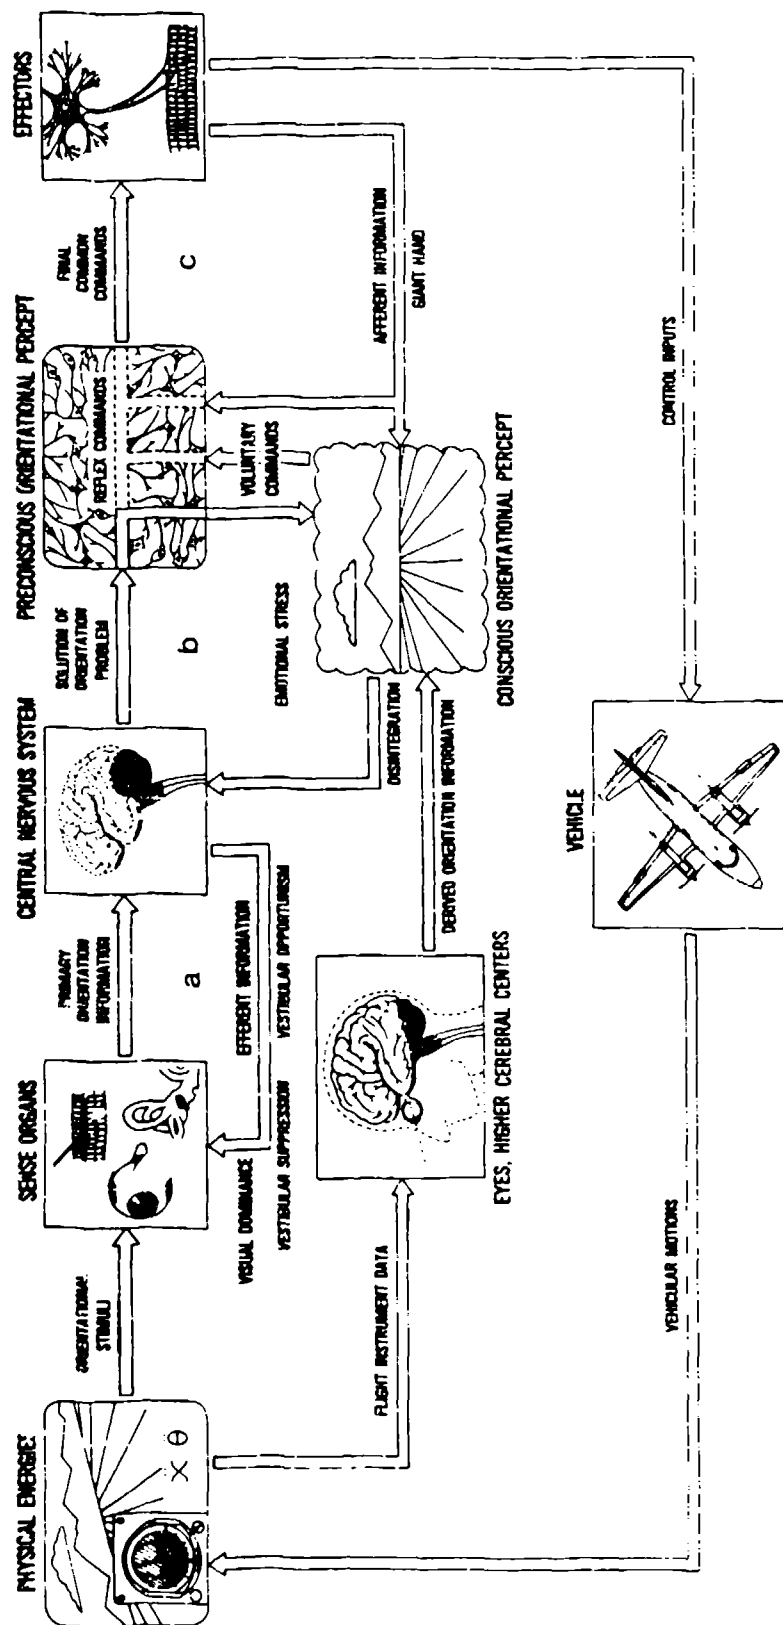 PHYSICAL ENERGIES
X θ
ORIENTATIONAL
STIMULI
SENSE ORGANS
PRIMARY
ORIENTATION
INFORMATION
a
CENTRAL NERVOUS SYSTEM
SOLUTION OF
ORIENTATION
PROBLEM
b
PRECONSCIOUS ORIENTATIONAL PERCEPT
REFLEX COMMANDS
FINAL
COMMON
COMMANDS
c
EFFECTORS
VISUAL DOMINANCE
EFFERENT INFORMATION
VESTIBULAR SUPPRESSION
VESTIBULAR OPPORTUNISM
EMOTIONAL STRESS
DISINTEGRATION
VOLUNTARY
COMMANDS
AFFERENT INFORMATION
GIANT HAND
FLIGHT INSTRUMENT DATA
EYES, HIGHER CEREBRAL CENTERS
DERIVED ORIENTATION INFORMATION
CONSCIOUS ORIENTATIONAL PERCEPT
VEHICULAR MOTIONS
VEHICLE
CONTROL INPUTS